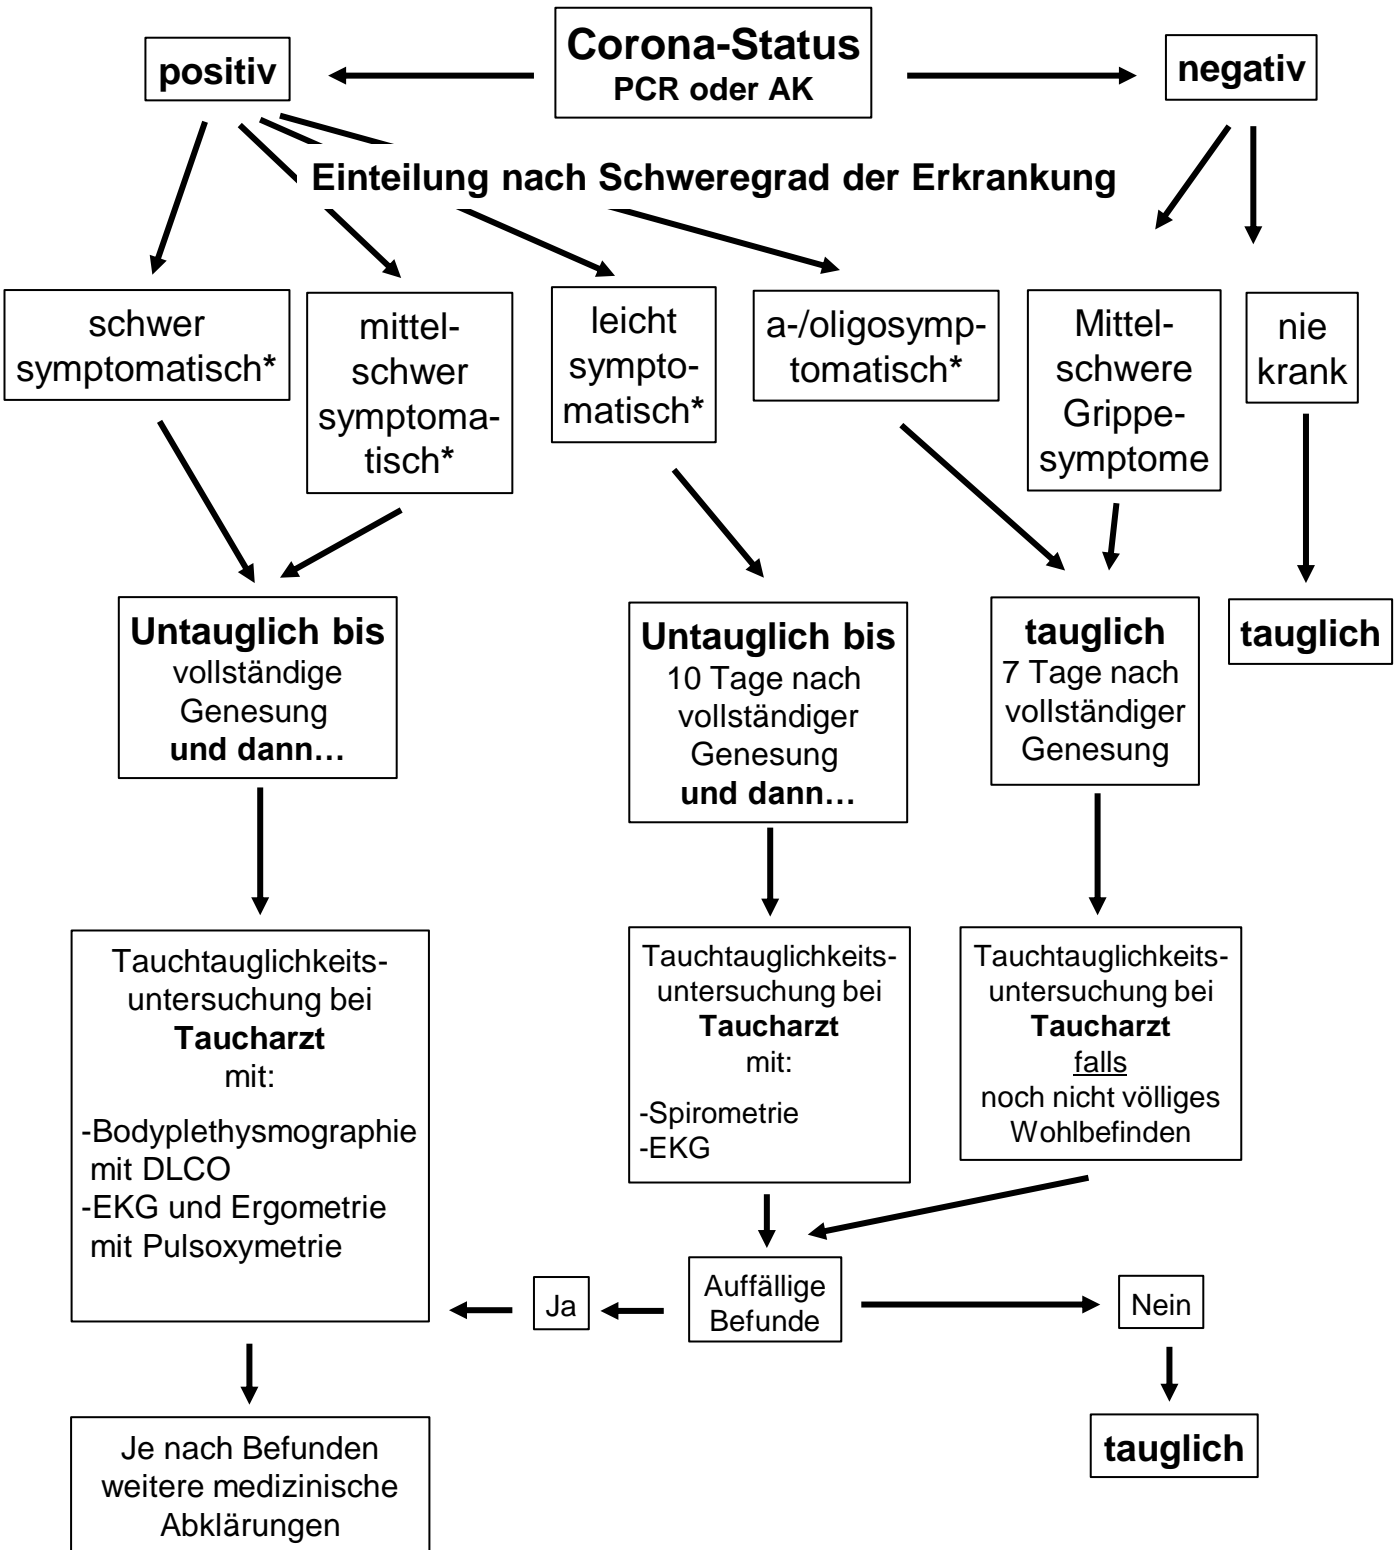 Corona-Status
PCR oder AK
positiv
negativ
Einteilung nach Schweregrad der Erkrankung
schwer
symptomatisch*
mittel-
schwer
symptoma-
tisch*
leicht
sympto-
matisch*
a-/oligosymp-
tomatisch*
Mittel-
schwere
Grippe-
symptome
nie
krank
Untauglich bis
vollständige
Genesung
und dann…
Untauglich bis
10 Tage nach
vollständiger
Genesung
und dann…
tauglich
7 Tage nach
vollständiger
Genesung
tauglich
Tauchtauglichkeits-
untersuchung bei
Taucharzt
mit:
-Bodyplethysmographie
mit DLCO
-EKG und Ergometrie
mit Pulsoxymetrie
Tauchtauglichkeits-
untersuchung bei
Taucharzt
mit:
-Spirometrie
-EKG
Tauchtauglichkeits-
untersuchung bei
Taucharzt
falls
noch nicht völliges
Wohlbefinden
Ja
Auffällige
Befunde
Nein
Je nach Befunden
weitere medizinische
Abklärungen
tauglich